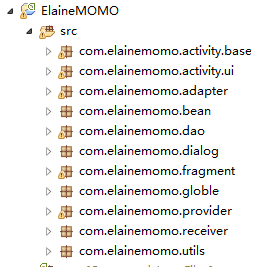 ElaineMOMO
src
com.elainemomo.activity.base
com.elainemomo.activity.ui
com.elainemomo.adapter
com.elainemomo.bean
com.elainemomo.dao
com.elainemomo.dialog
com.elainemomo.fragment
com.elainemomo.globle
com.elainemomo.provider
com.elainemomo.receiver
com.elainemomo.utils